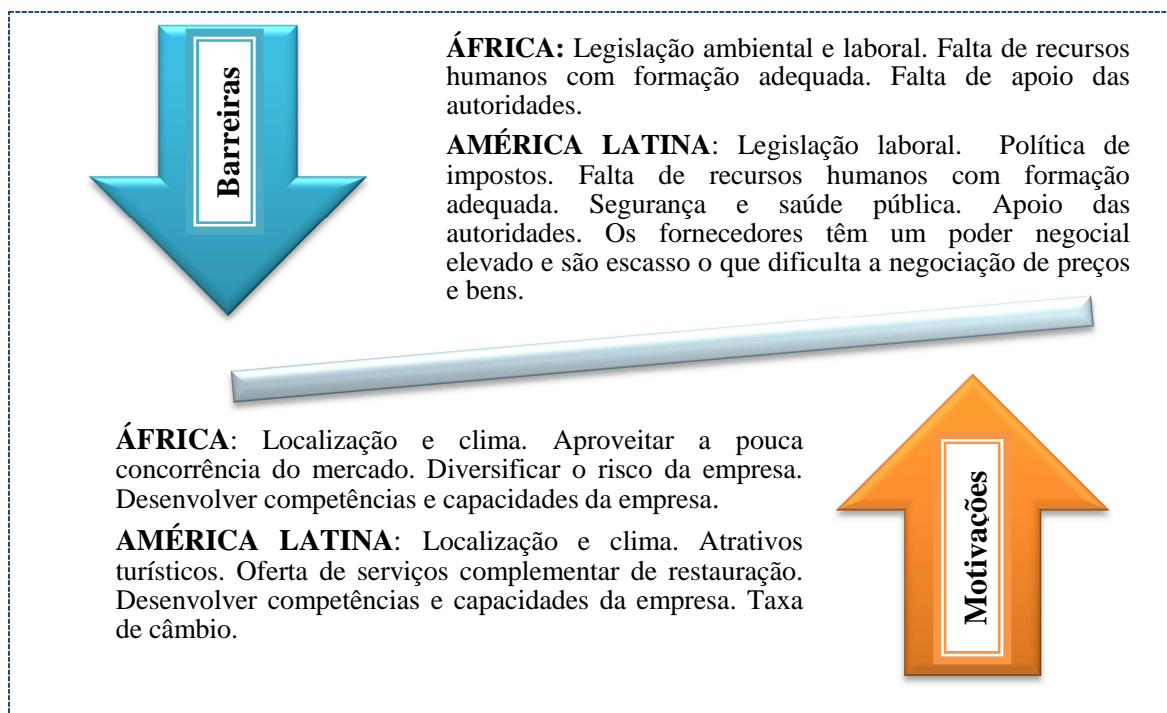 Barreiras
ÁFRICA: Legislação ambiental e laboral. Falta de recursos
humanos com formação adequada. Falta de apoio das
autoridades.
AMÉRICA LATINA: Legislação laboral. Política de
impostos. Falta de recursos humanos com formação
adequada. Segurança e saúde pública. Apoio das
autoridades. Os fornecedores têm um poder negocial
elevado e são escasso o que dificulta a negociação de preços
e bens.
ÁFRICA: Localização e clima. Aproveitar a pouca
concorrência do mercado. Diversificar o risco da empresa.
Desenvolver competências e capacidades da empresa.
AMÉRICA LATINA: Localização e clima. Atrativos
turísticos. Oferta de serviços complementar de restauração.
Desenvolver competências e capacidades da empresa. Taxa
de câmbio.
Motivações